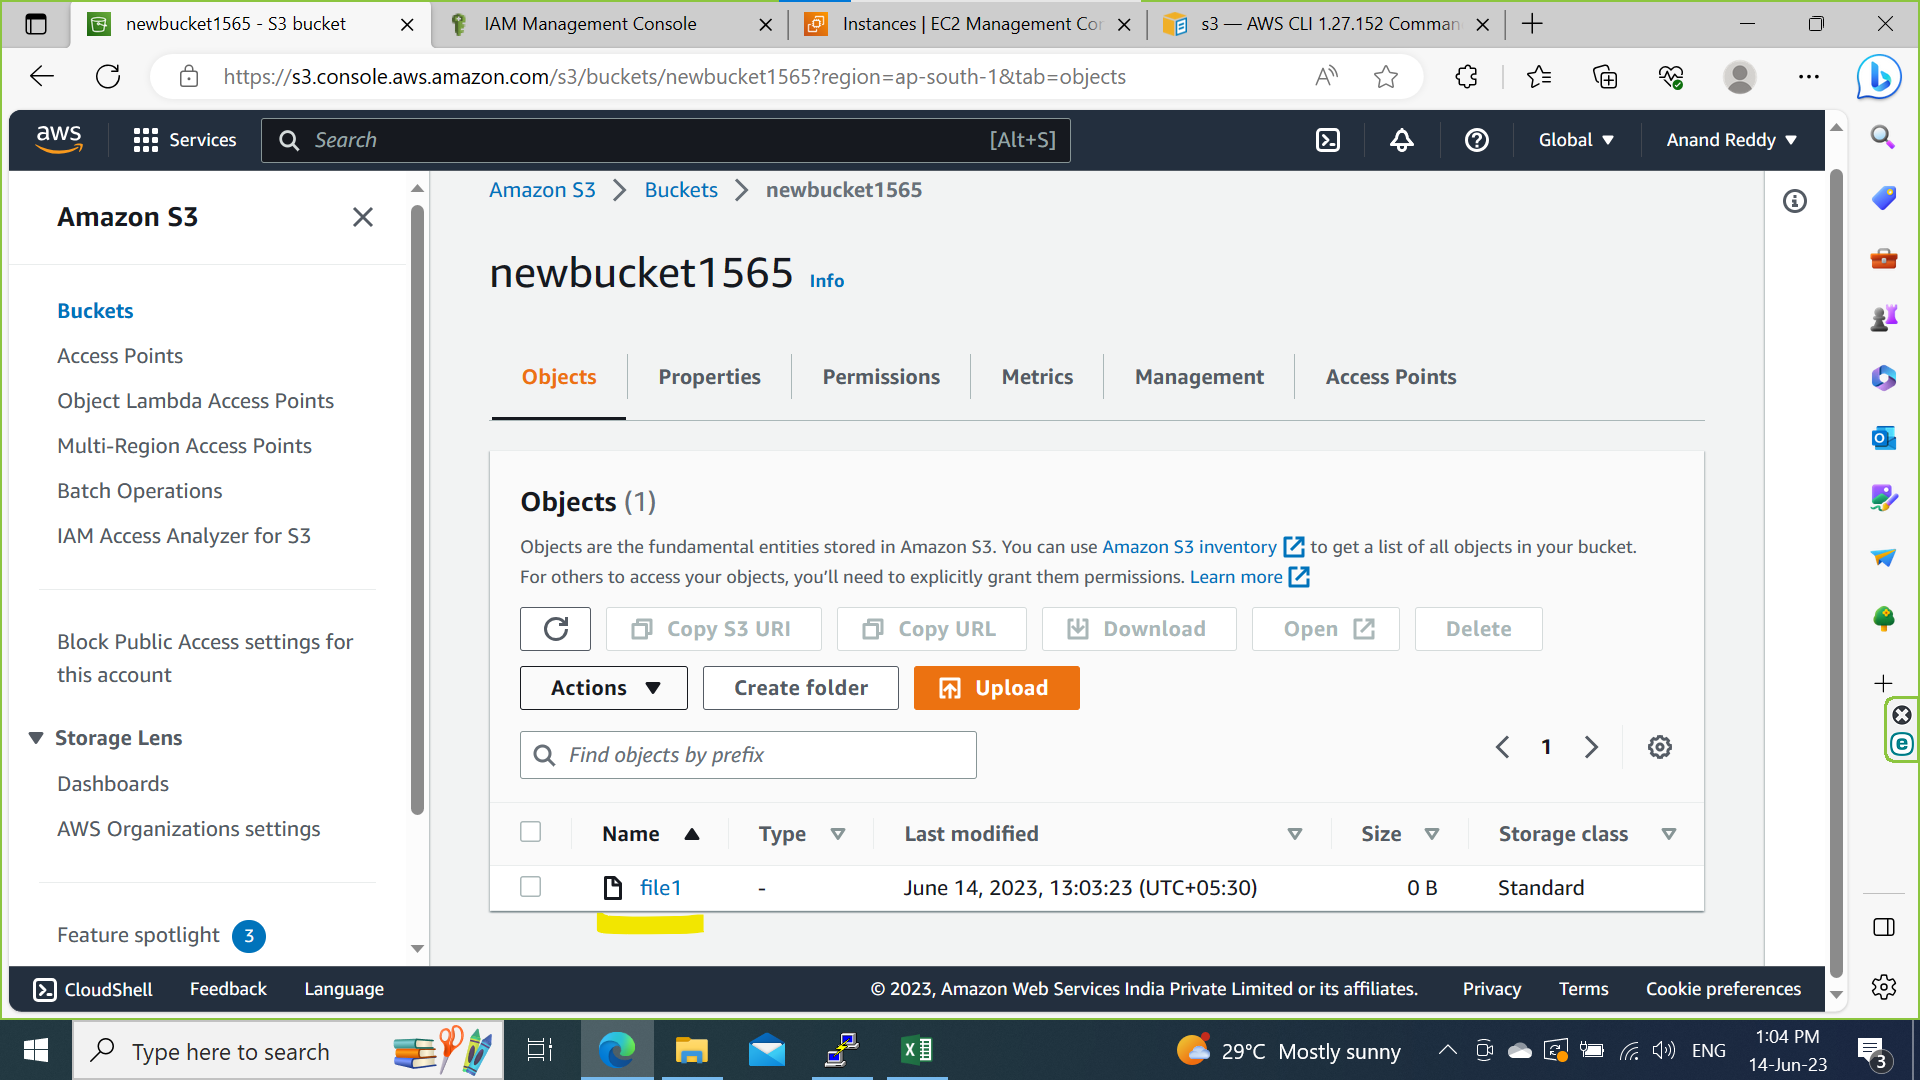 newbucket1565 - S3 bucket
IAM Management Console
Instances | EC2 Management Co
s3 — AWS CLI 1.27.152 Comman
https://s3.console.aws.amazon.com/s3/buckets/newbucket1565?region=ap-south-1&tab=objects
aws
Services
Search
[Alt+S]
Global
Anand Reddy
Amazon S3
Buckets
Access Points
Object Lambda Access Points
Multi-Region Access Points
Batch Operations
IAM Access Analyzer for S3
Block Public Access settings for
this account
Storage Lens
Dashboards
AWS Organizations settings
Feature spotlight 3
Amazon S3 > Buckets > newbucket1565
newbucket1565 Info
Objects
Properties
Permissions
Metrics
Management
Access Points
Objects (1)
Objects are the fundamental entities stored in Amazon S3. You can use Amazon S3 inventory to get a list of all objects in your bucket.
For others to access your objects, you’ll need to explicitly grant them permissions. Learn more
Copy S3 URI
Copy URL
Download
Open
Delete
Actions
Create folder
Upload
Find objects by prefix
1
Name Type Last modified Size Storage class
file1 - June 14, 2023, 13:03:23 (UTC+05:30) 0 B Standard
CloudShell
Feedback
Language
© 2023, Amazon Web Services India Private Limited or its affiliates.
Privacy
Terms
Cookie preferences
Type here to search
29°C Mostly sunny
ENG
1:04 PM
14-Jun-23
3